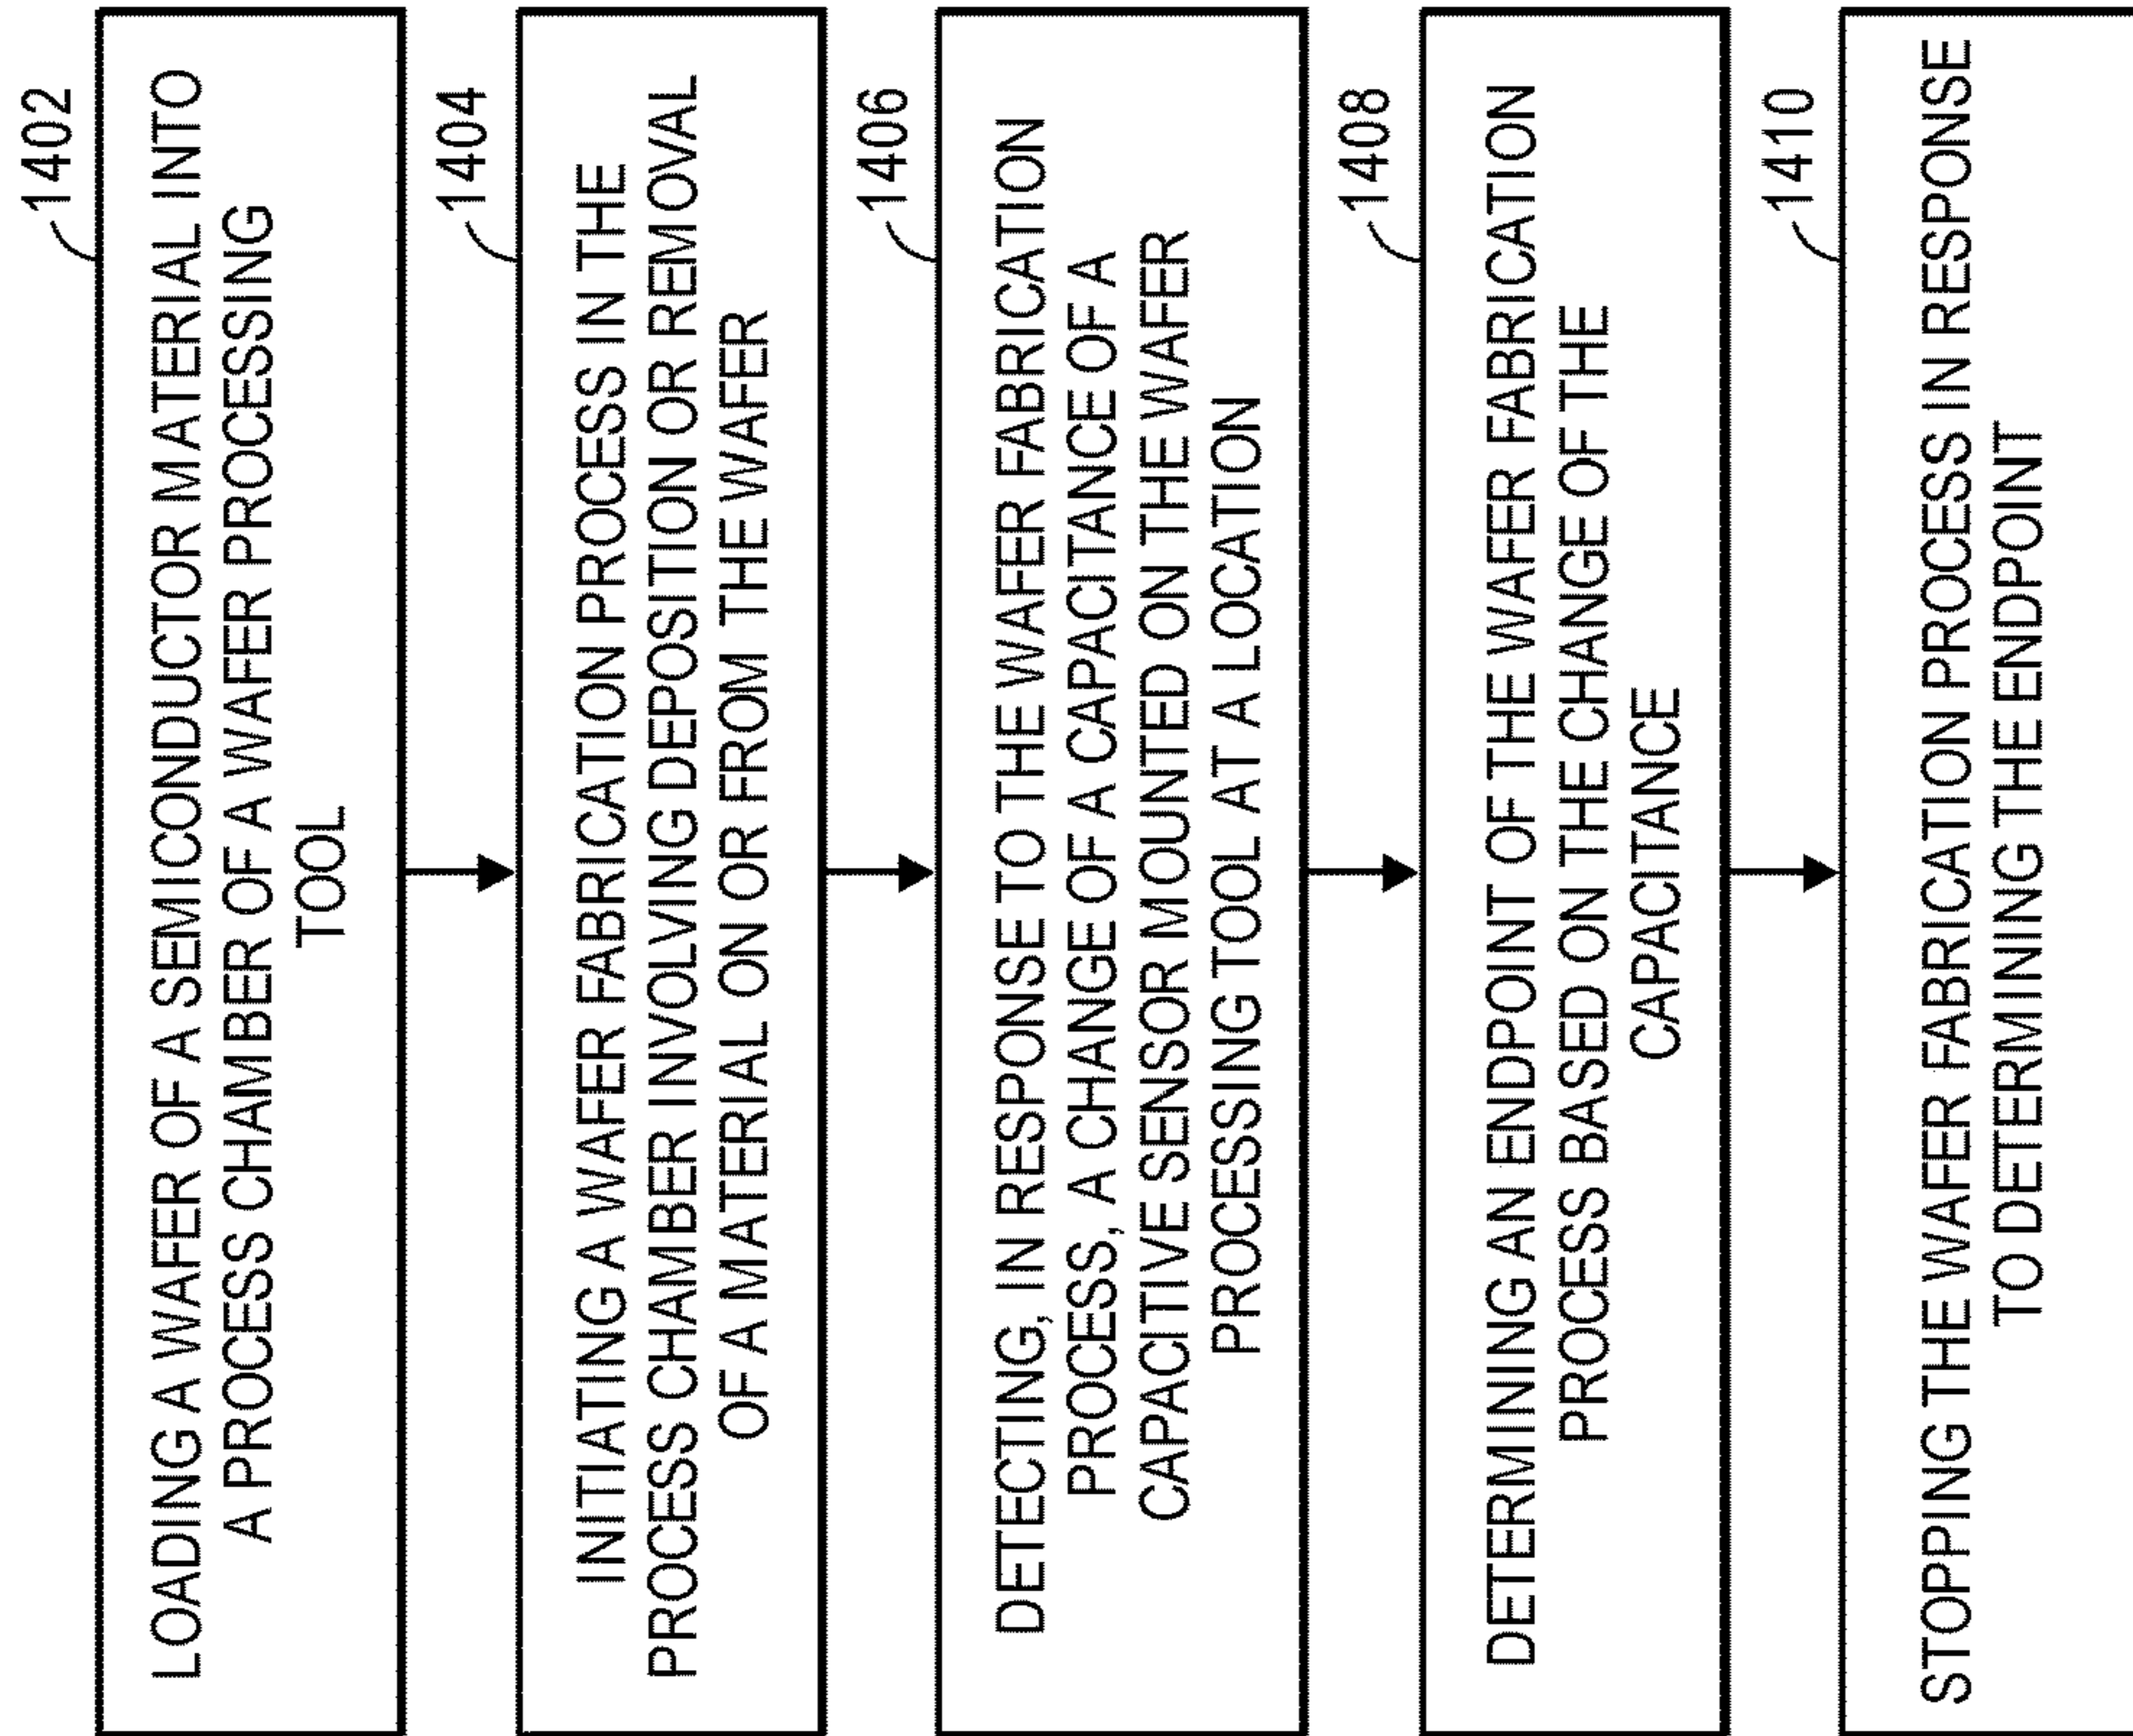 1402
LOADING A WAFER OF A SEMICONDUCTOR MATERIAL INTO
A PROCESS CHAMBER OF A WAFER PROCESSING
TOOL
1404
INITIATING A WAFER FABRICATION PROCESS IN THE
PROCESS CHAMBER INVOLVING DEPOSITION OR REMOVAL
OF A MATERIAL ON OR FROM THE WAFER
1406
DETECTING, IN RESPONSE TO THE WAFER FABRICATION
PROCESS, A CHANGE OF A CAPACITANCE OF A
CAPACITIVE SENSOR MOUNTED ON THE WAFER
PROCESSING TOOL AT A LOCATION
1408
DETERMINING AN ENDPOINT OF THE WAFER FABRICATION
PROCESS BASED ON THE CHANGE OF THE
CAPACITANCE
1410
STOPPING THE WAFER FABRICATION PROCESS IN RESPONSE
TO DETERMINING THE ENDPOINT